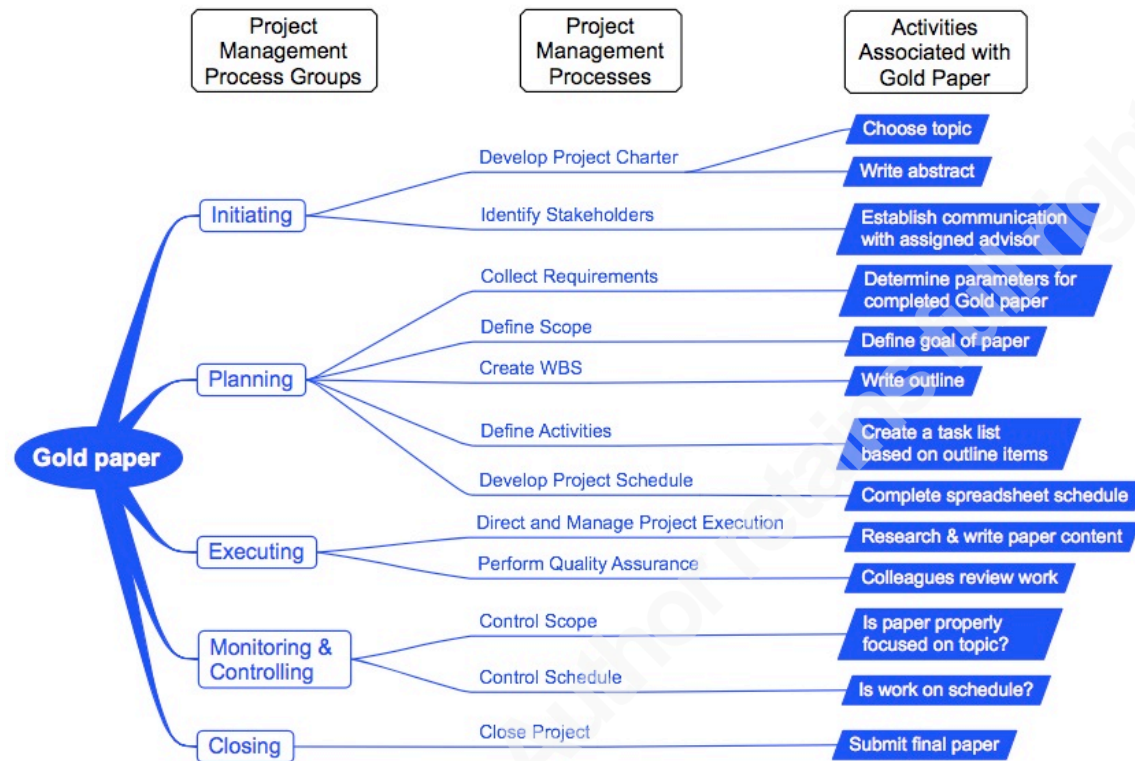 Project
Management
Process Groups
Project
Management
Processes
Activities
Associated with
Gold Paper
Gold paper
Initiating
Develop Project Charter
Choose topic
Write abstract
Identify Stakeholders
Establish communication
with assigned advisor
Planning
Collect Requirements
Determine parameters for
completed Gold paper
Define Scope
Define goal of paper
Create WBS
Write outline
Define Activities
Create a task list
based on outline items
Develop Project Schedule
Complete spreadsheet schedule
Executing
Direct and Manage Project Execution
Research & write paper content
Perform Quality Assurance
Colleagues review work
Monitoring &
Controlling
Control Scope
Is paper properly
focused on topic?
Control Schedule
Is work on schedule?
Closing
Close Project
Submit final paper
Author retains full right